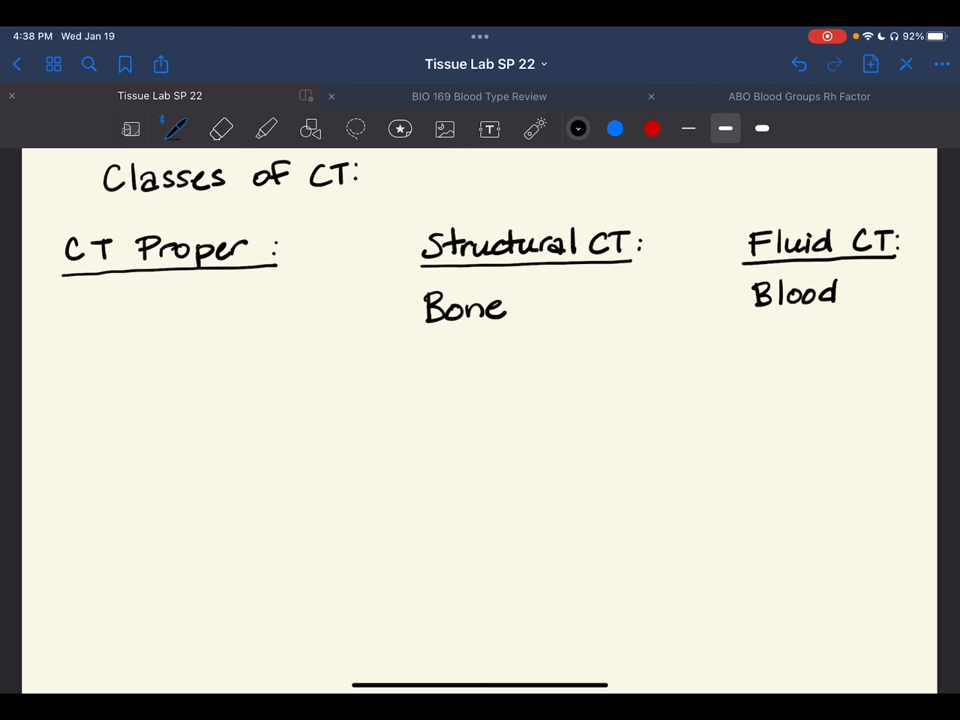 4:38 PM Wed Jan 19
92%
Tissue Lab SP 22
Tissue Lab SP 22
BIO 169 Blood Type Review
ABO Blood Groups Rh Factor
Classes of CT:
CT Proper :
Structural CT:
Fluid CT:
Bone
Blood